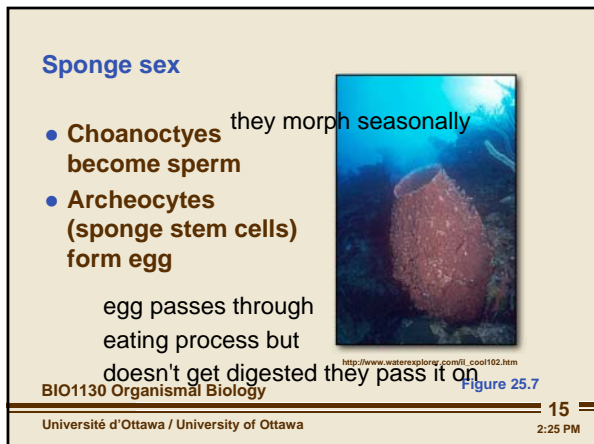 Sponge sex
● Choanoctyes they morph seasonally
become sperm
● Archeocytes
(sponge stem cells)
form egg
egg passes through
eating process but
http://www.waterexplorer.com/il_cool102.htm
doesn't get digested they pass it on
Figure 25.7
BIO1130 Organismal Biology
15
Université d'Ottawa / University of Ottawa
2:25 PM